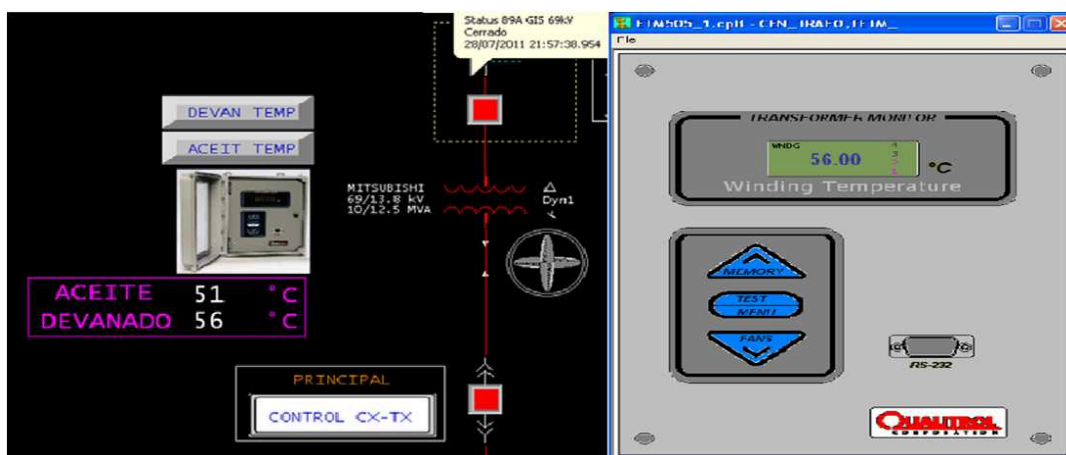 Status 89A GIS 69kV
Cerrado
28/07/2011 21:57:38.954
DEVAN TEMP
ACEIT TEMP
MITSUBISHI
69/13.8 kV
10/12.5 MVA
Dyn1
ACEITE 51 °C
DEVANADO 56 °C
PRINCIPAL
CONTROL CX-TX
File
TRANSFORMER MONITOR
WNDG
56.00
°C
Winding Temperature
MEMORY
TEST
MENU
FANS
RS-232
QUALITROL
CORPORATION